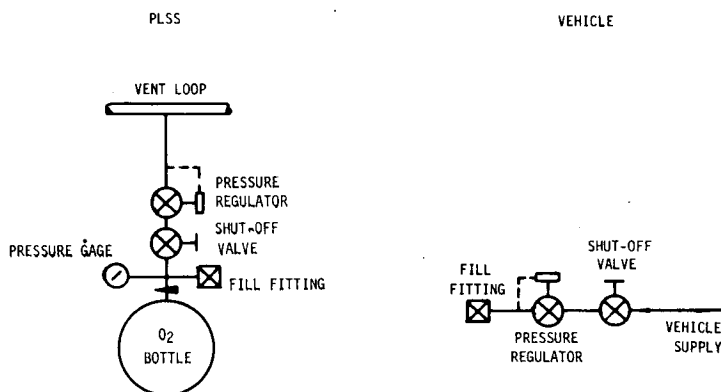 PLSS
VEHICLE
VENT LOOP
PRESSURE
REGULATOR
SHUT-OFF
VALVE
PRESSURE GAGE
FILL FITTING
O2
BOTTLE
SHUT-OFF
VALVE
FILL
FITTING
PRESSURE
REGULATOR
VEHICLE
SUPPLY